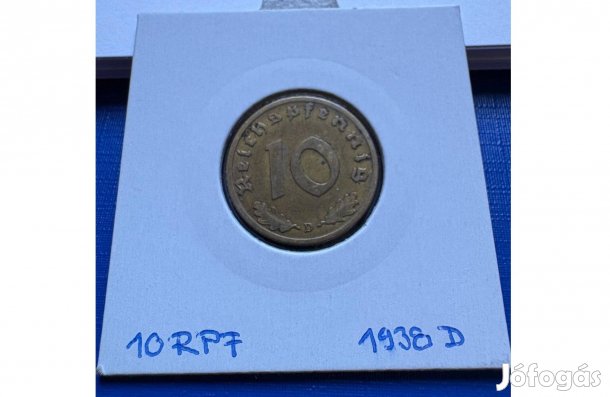 Reichspfennig
10
D
10 RPF 1938 D
Jófogás